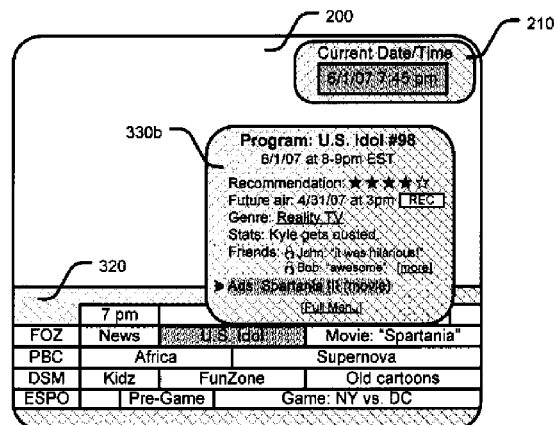 200
210
Current Date/Time
6/1/07 7:45 pm
330b
Program: U.S. Idol #98
6/1/07 at 8-9pm EST
Recommendation: ★★★★☆
Future air: 4/31/07 at 3pm REC
Genre: Reality TV
Stats: Kyle gets ousted
Friends: John: "it was hilarious!"
Bob: "awesome" [more]
Ads: Spartania III (movie)
[Full Menu]
320
7 pm
FOZ News U.S. Idol Movie: "Spartania"
PBC Africa Supernova
DSM Kidz FunZone Old cartoons
ESPO Pre-Game Game: NY vs. DC